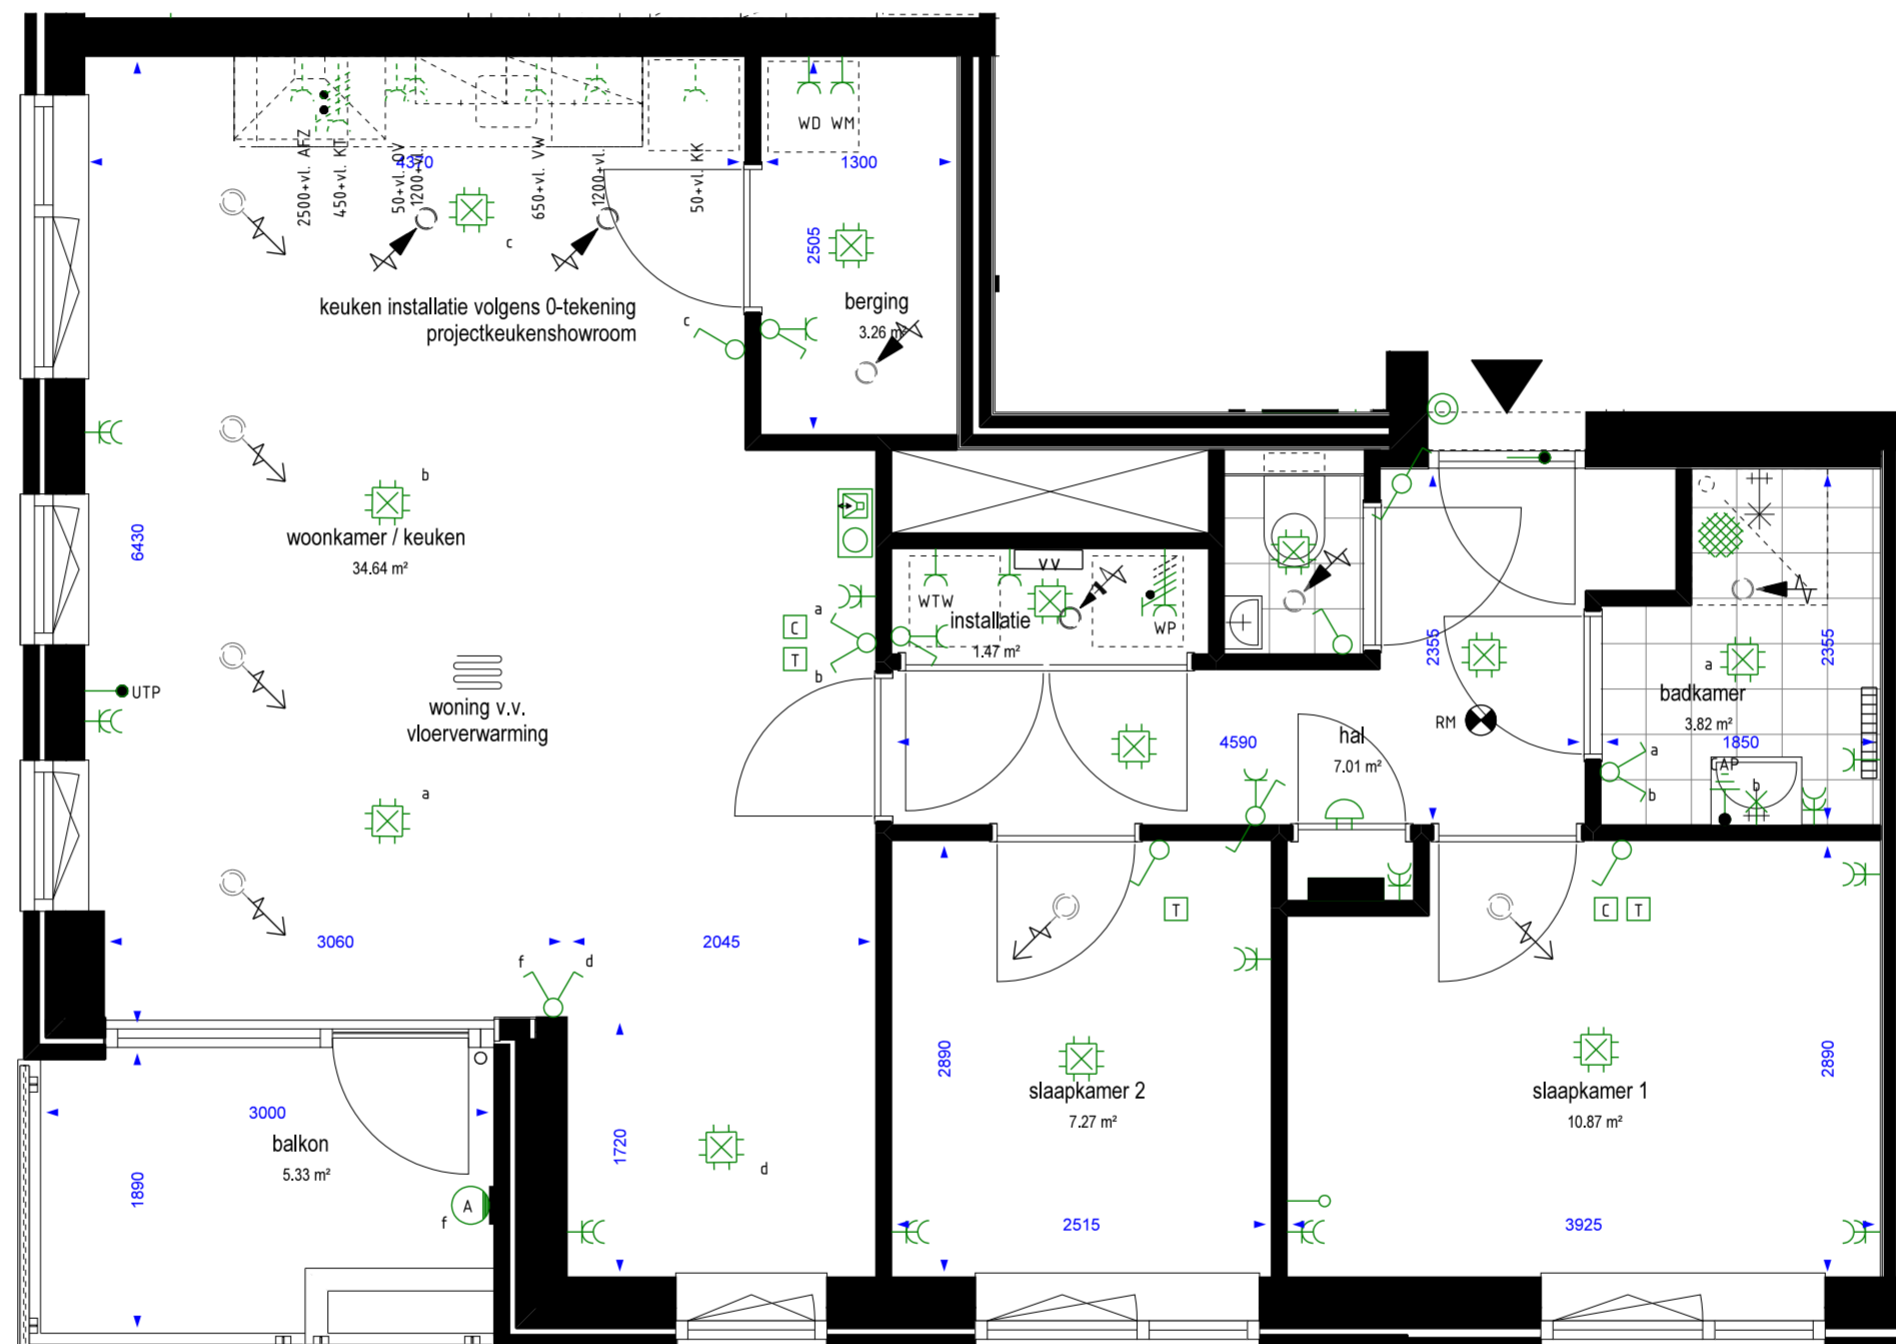 WD WM
4370
1300
2500+vl. AFZ
450+vl. KT
50+vl. OV
1200+vl.
650+vl. VW
1200+vl.
50+vl. KK
2505
c
berging
3.26 m²
keuken installatie volgens 0-tekening
projectkeukenshowroom
c
b
woonkamer / keuken
34.64 m²
6430
VV
WTW
installatie
1.47 m²
WP
a
C
T
b
2355
2355
a
badkamer
3.82 m²
UTP
woning v.v.
vloerverwarming
RM
hal
7.01 m²
4590
1850
a
b
CAP
b
a
T
C T
3060
2045
f d
2890
2890
slaapkamer 2
7.27 m²
slaapkamer 1
10.87 m²
3000
balkon
5.33 m²
1890
1720
d
A
f
2515
3925